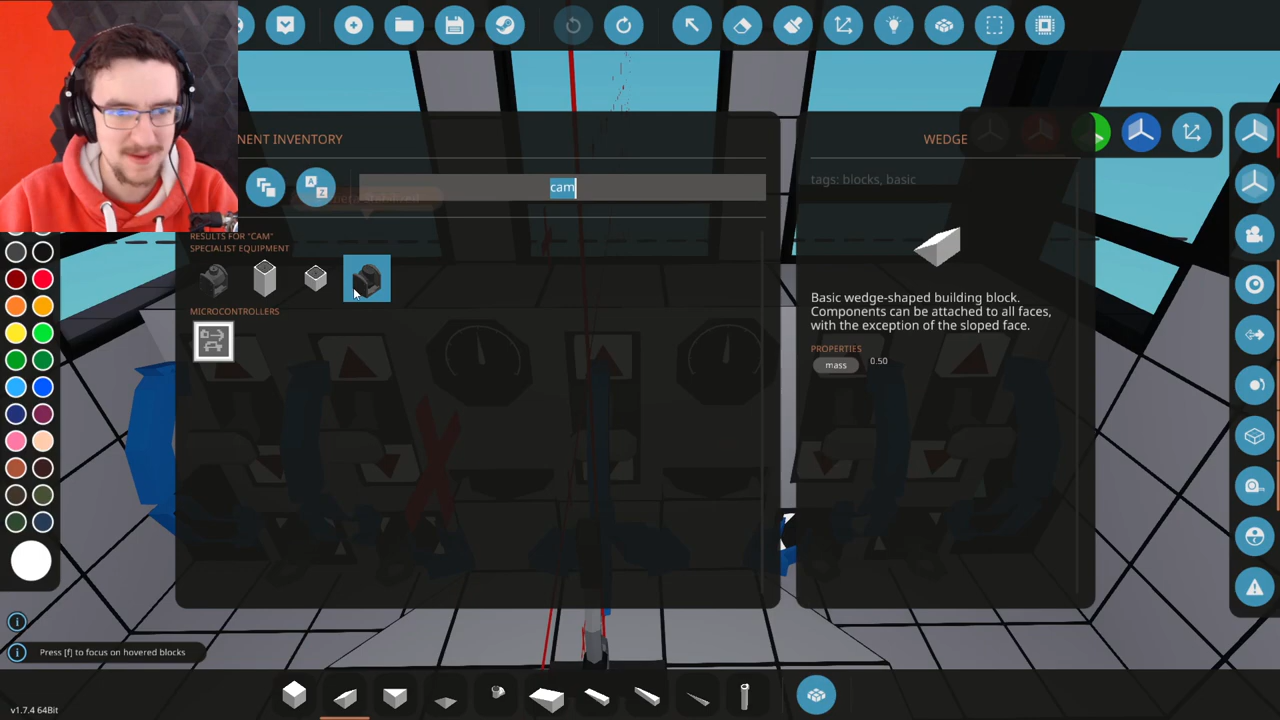 NENT INVENTORY
WEDGE
tags: blocks, basic
cam
RESULTS FOR "CAM"
SPECIALIST EQUIPMENT
MICROCONTROLLERS
Basic wedge-shaped building block.
Components can be attached to all faces,
with the exception of the sloped face.
PROPERTIES
mass 0.50
Press [f] to focus on hovered blocks
v1.7.4 64Bit